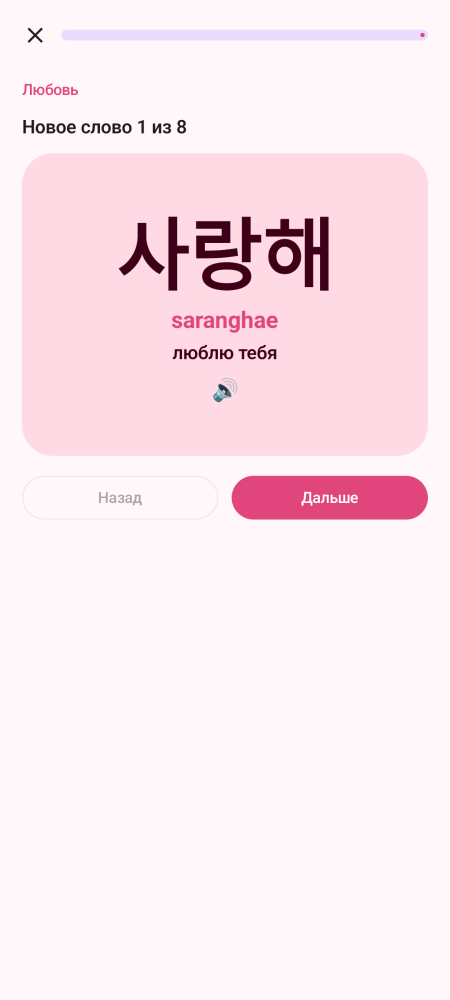 Любовь
Новое слово 1 из 8
사랑해
saranghae
люблю тебя
Назад
Дальше